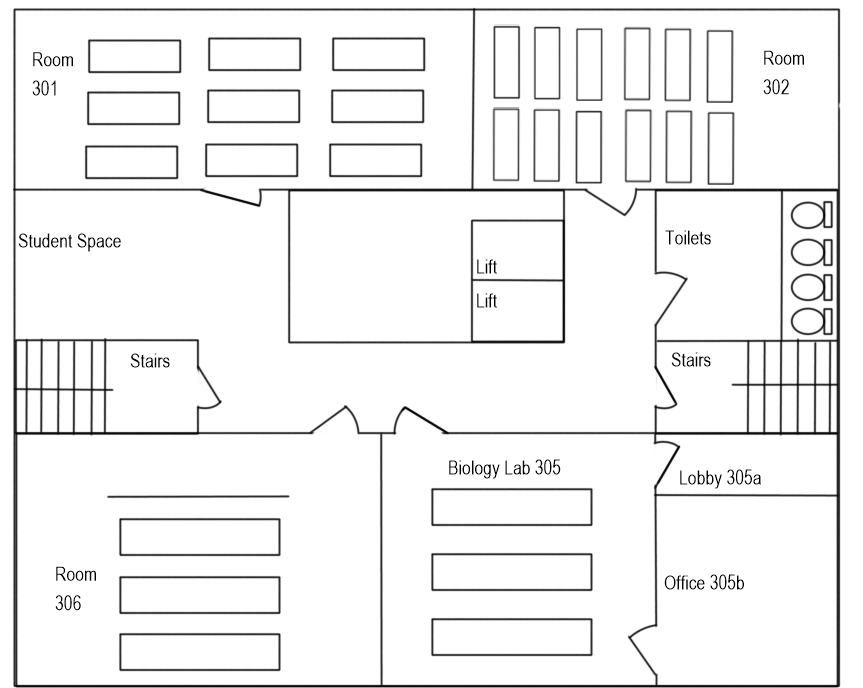 Room
301
Room
302
Student Space
Toilets
Lift
Lift
Stairs
Stairs
Biology Lab 305
Lobby 305a
Room
306
Office 305b